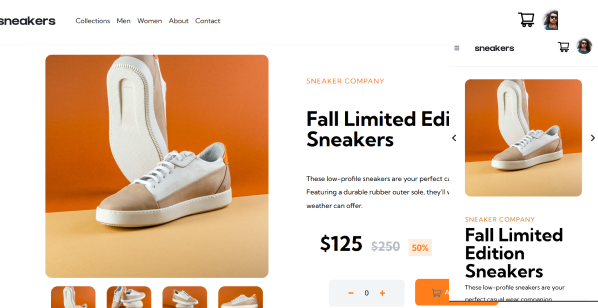 sneakers
Collections Men Women About Contact
SNEAKER COMPANY
Fall Limited Edi
Sneakers
These low-profile sneakers are your perfect ca
Featuring a durable rubber outer sole, they'll v
weather can offer.
$125 $250 50%
0
sneakers
SNEAKER COMPANY
Fall Limited
Edition
Sneakers
These low-profile sneakers are your
perfect casual wear companion.